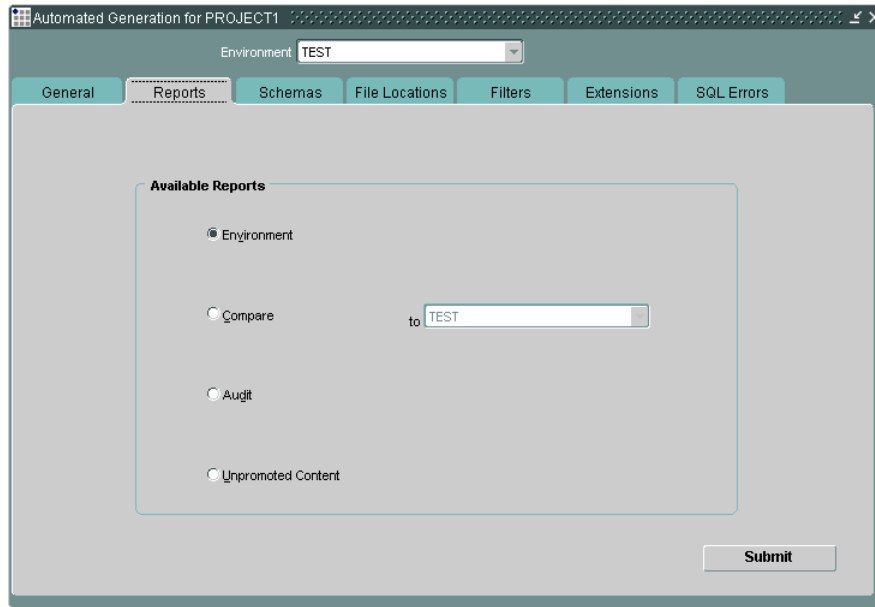 Automated Generation for PROJECT1
Environment TEST
General Reports Schemas File Locations Filters Extensions SQL Errors
Available Reports
Environment
Compare to TEST
Audit
Unpromoted Content
Submit